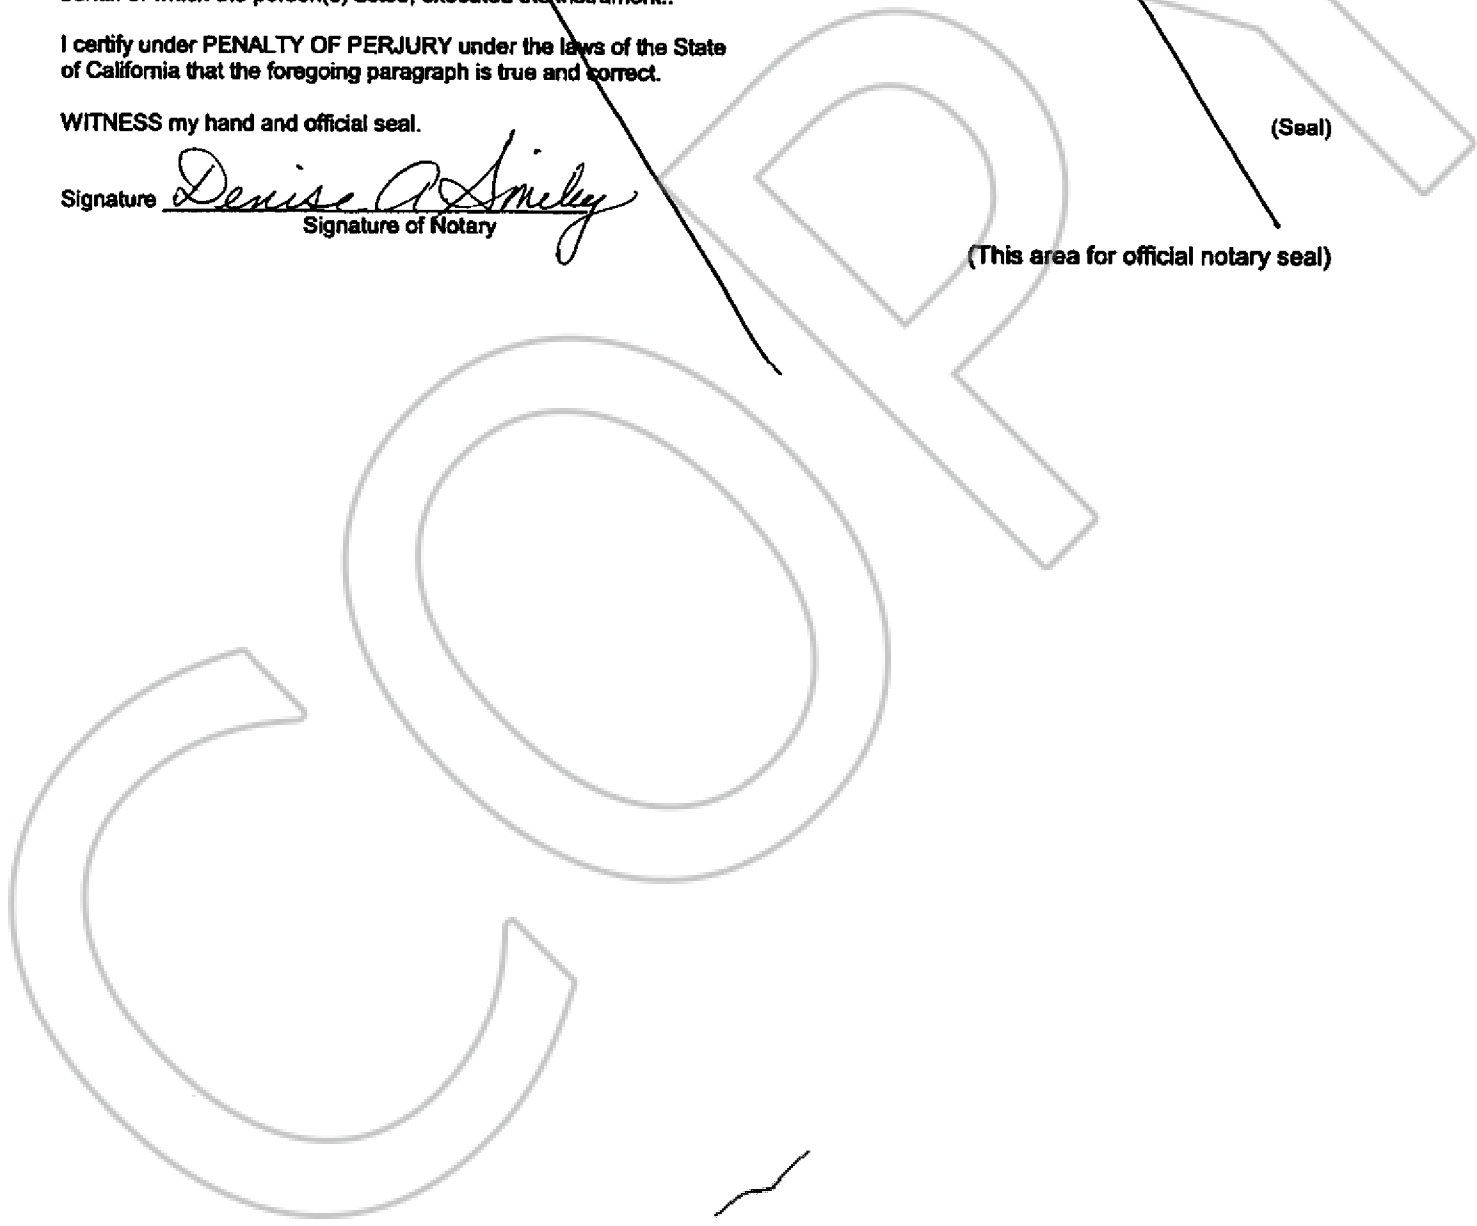 I certify under PENALTY OF PERJURY under the laws of the State
of California that the foregoing paragraph is true and correct.
WITNESS my hand and official seal.
(Seal)
Signature Denise A Smiley
Signature of Notary
(This area for official notary seal)
COPY